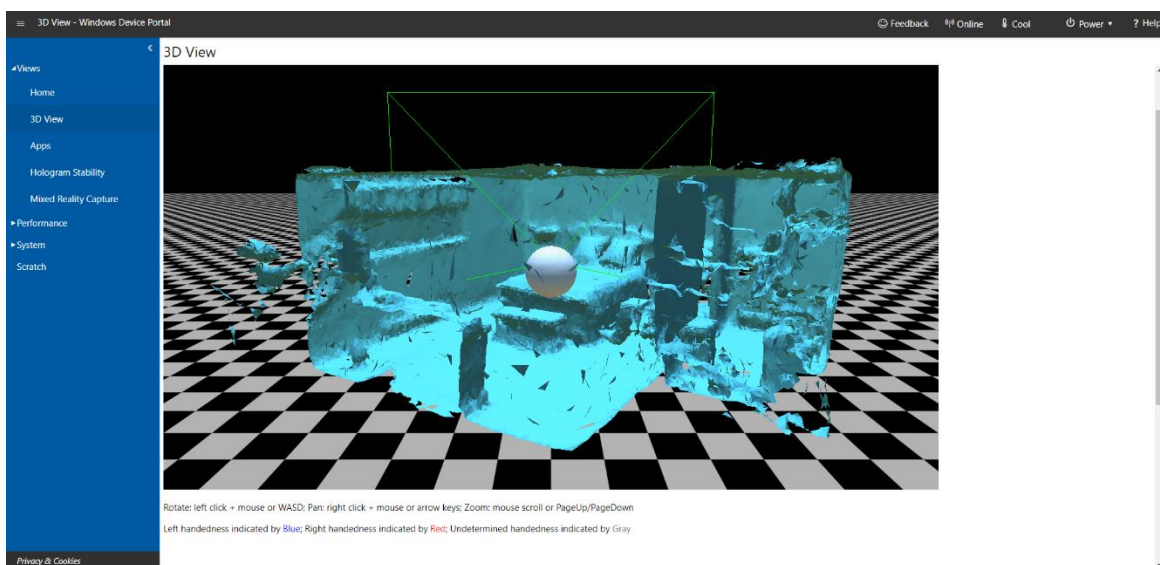 3D View - Windows Device Portal
Feedback
Online
Cool
Power
? Help
3D View
Views
Home
3D View
Apps
Hologram Stability
Mixed Reality Capture
Performance
System
Scratch
Rotate: left click + mouse or WASD; Pan: right click + mouse or arrow keys; Zoom: mouse scroll or PageUp/PageDown
Left handedness indicated by Blue; Right handedness indicated by Red; Undetermined handedness indicated by Gray
Privacy & Cookies